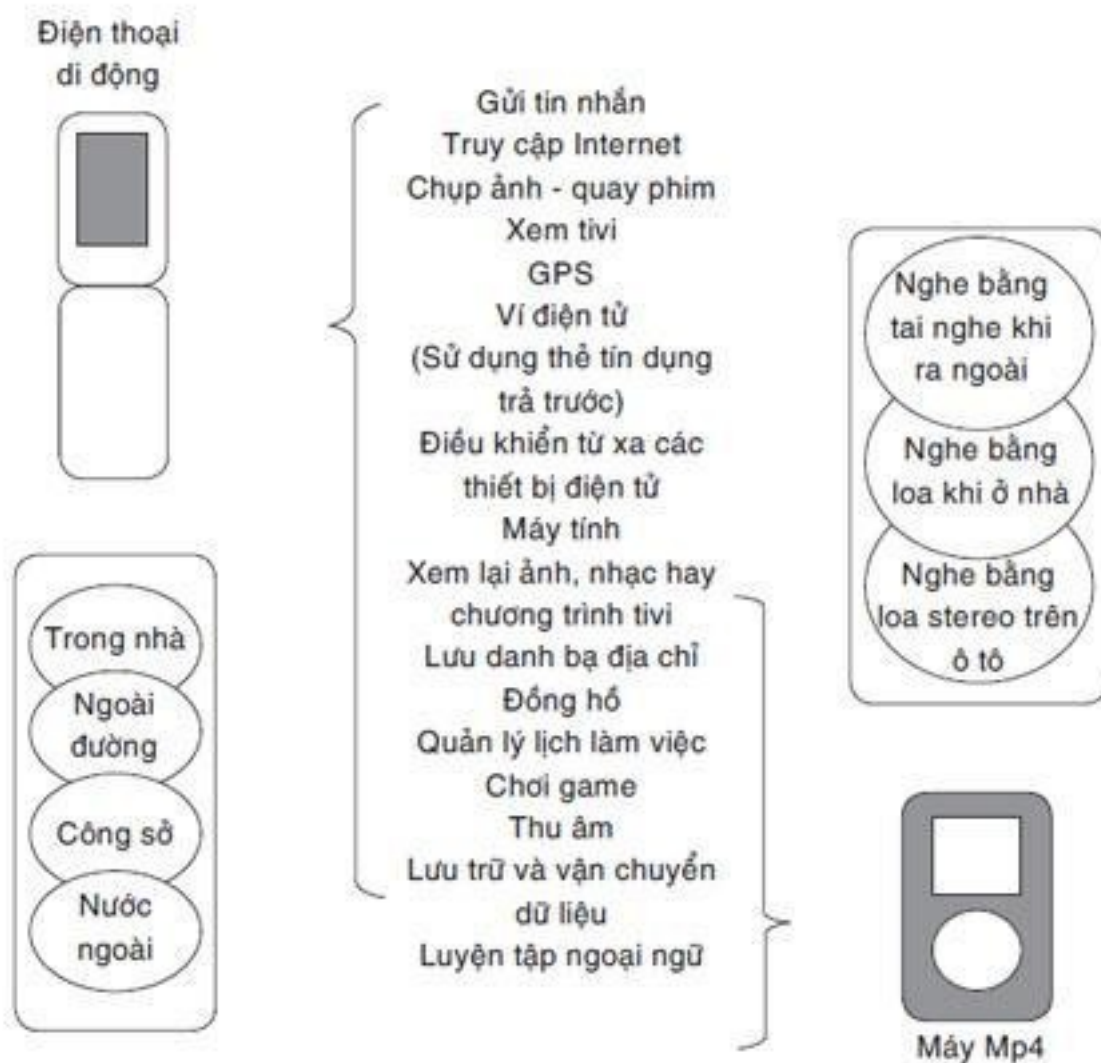 Điện thoại
di động
Gửi tin nhắn
Truy cập Internet
Chụp ảnh - quay phim
Xem tivi
GPS
Ví điện tử
(Sử dụng thẻ tín dụng
trả trước)
Điều khiển từ xa các
thiết bị điện tử
Máy tính
Xem lại ảnh, nhạc hay
chương trình tivi
Lưu danh bạ địa chỉ
Đồng hồ
Quản lý lịch làm việc
Chơi game
Thu âm
Lưu trữ và vận chuyển
dữ liệu
Luyện tập ngoại ngữ
Trong nhà
Ngoài
đường
Công sở
Nước
ngoài
Nghe bằng
tai nghe khi
ra ngoài
Nghe bằng
loa khi ở nhà
Nghe bằng
loa stereo trên
ô tô
Máy Mp4